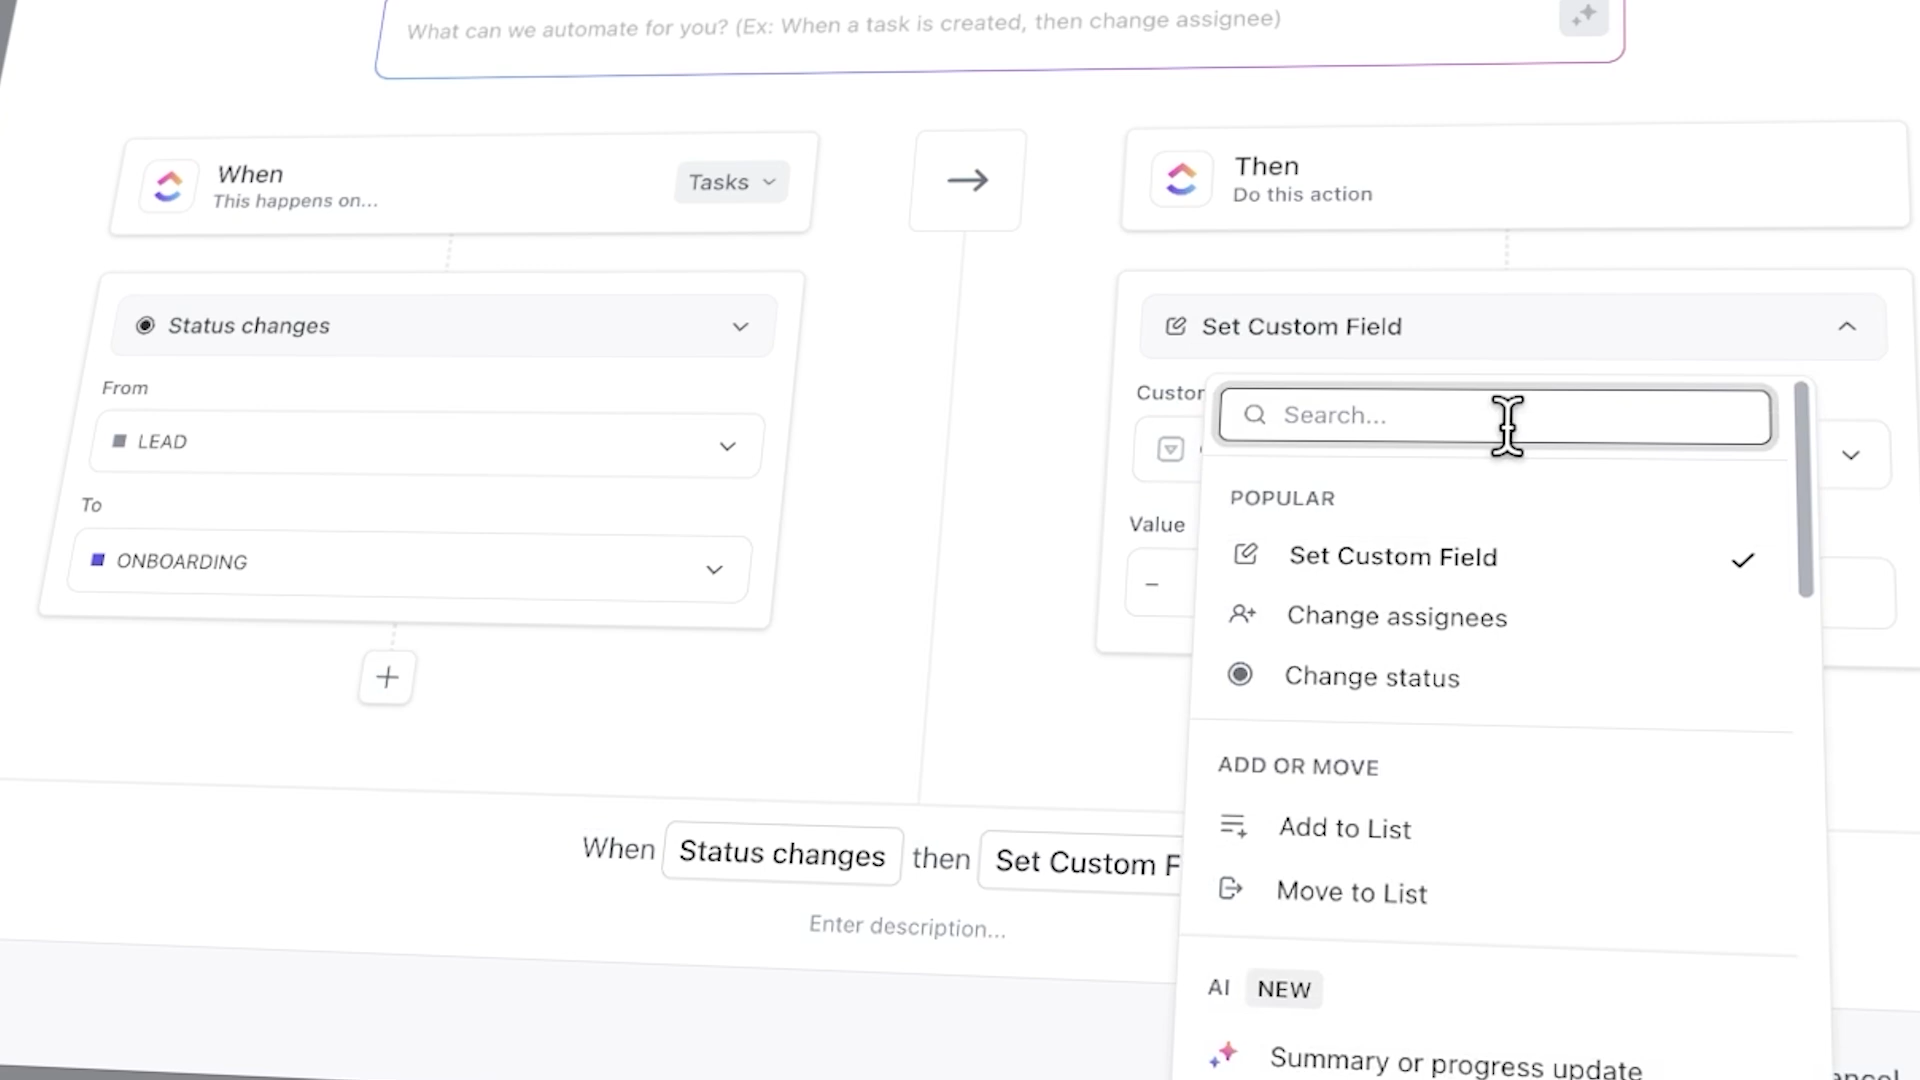 What can we automate for you? (Ex: When a task is created, then change assignee)
When
This happens on...
Tasks
Then
Do this action
Status changes
From
LEAD
To
ONBOARDING
Set Custom Field
Search...
Value
–
POPULAR
Set Custom Field
Change assignees
Change status
ADD OR MOVE
Add to List
Move to List
AI NEW
Summary or progress update
When Status changes then Set Custom F
Enter description...